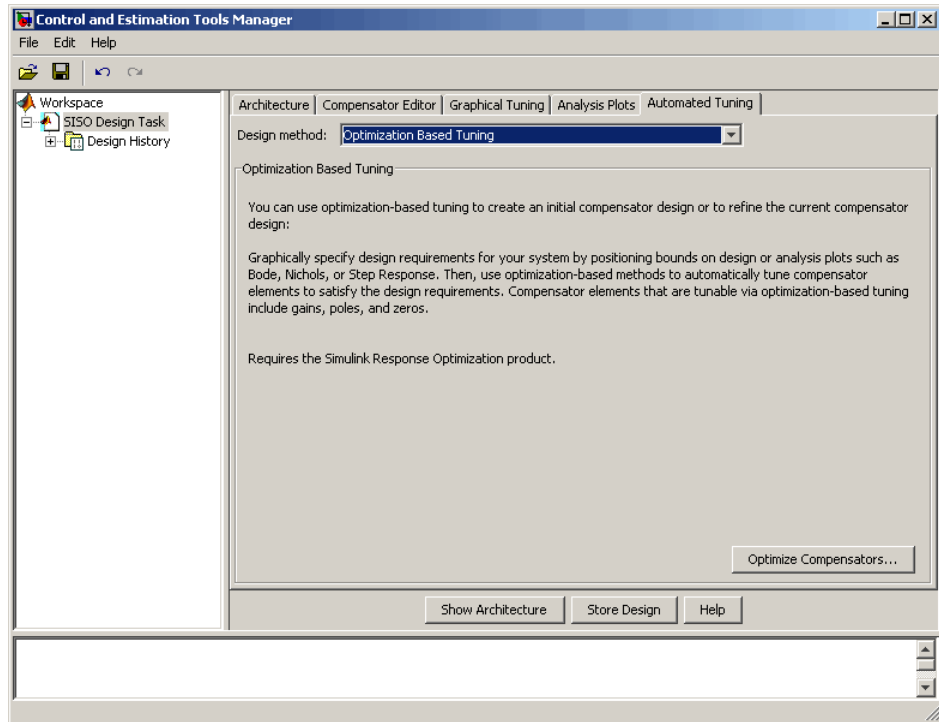 Control and Estimation Tools Manager
File Edit Help
Workspace
SISO Design Task
Design History
Architecture Compensator Editor Graphical Tuning Analysis Plots Automated Tuning
Design method: Optimization Based Tuning
Optimization Based Tuning
You can use optimization-based tuning to create an initial compensator design or to refine the current compensator
design:
Graphically specify design requirements for your system by positioning bounds on design or analysis plots such as
Bode, Nichols, or Step Response. Then, use optimization-based methods to automatically tune compensator
elements to satisfy the design requirements. Compensator elements that are tunable via optimization-based tuning
include gains, poles, and zeros.
Requires the Simulink Response Optimization product.
Optimize Compensators...
Show Architecture Store Design Help